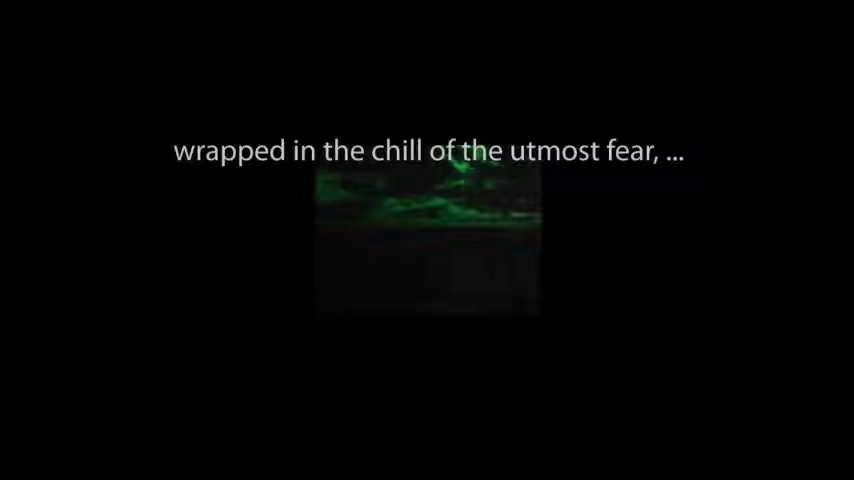 wrapped in the chill of the utmost fear, ...